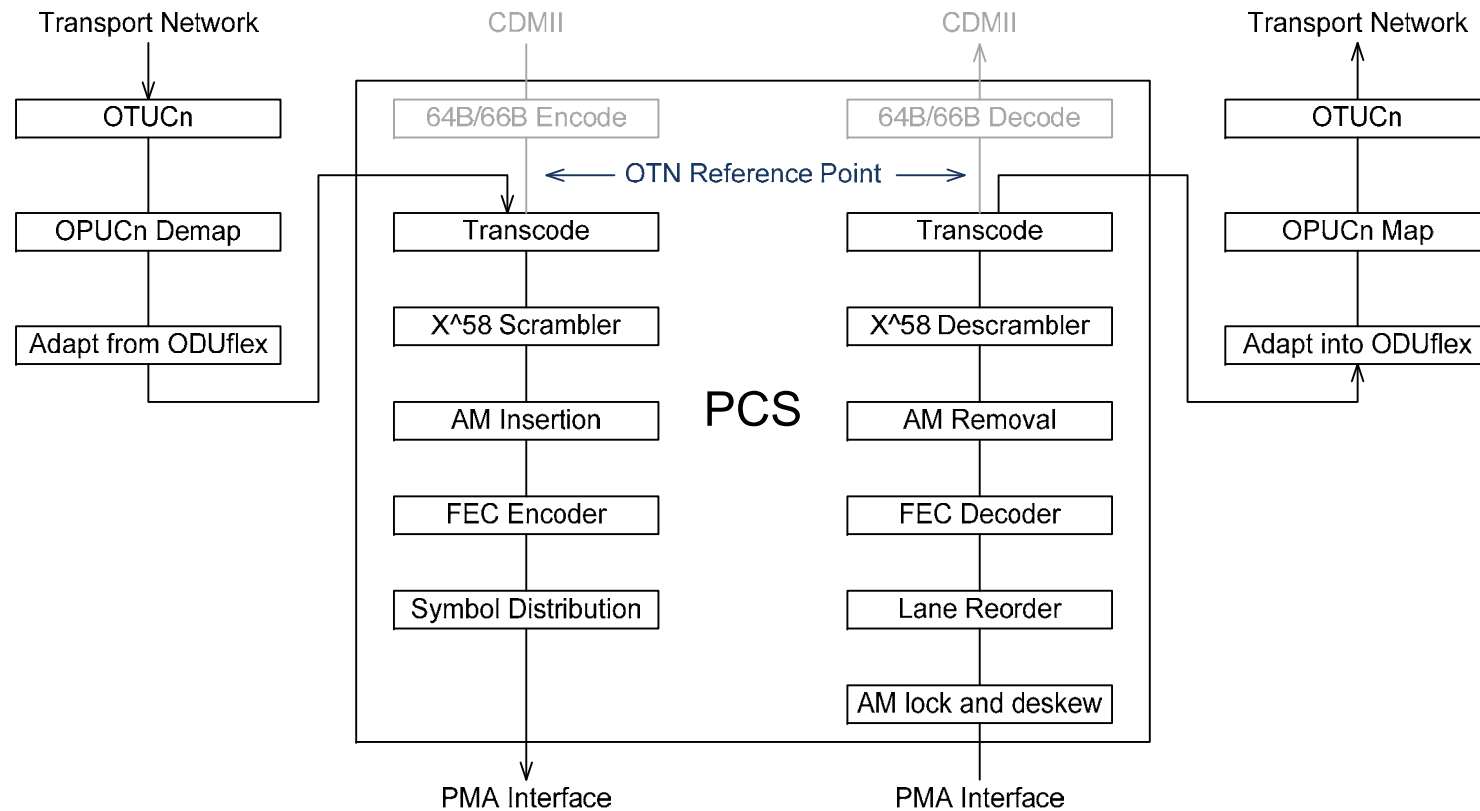 Transport Network
CDMII
CDMII
Transport Network
OTUCn
64B/66B Encode
64B/66B Decode
OTUCn
OTN Reference Point
OPUCn Demap
Transcode
Transcode
OPUCn Map
Adapt from ODUflex
X^58 Scrambler
X^58 Descrambler
Adapt into ODUflex
PCS
AM Insertion
AM Removal
FEC Encoder
FEC Decoder
Symbol Distribution
Lane Reorder
AM lock and deskew
PMA Interface
PMA Interface